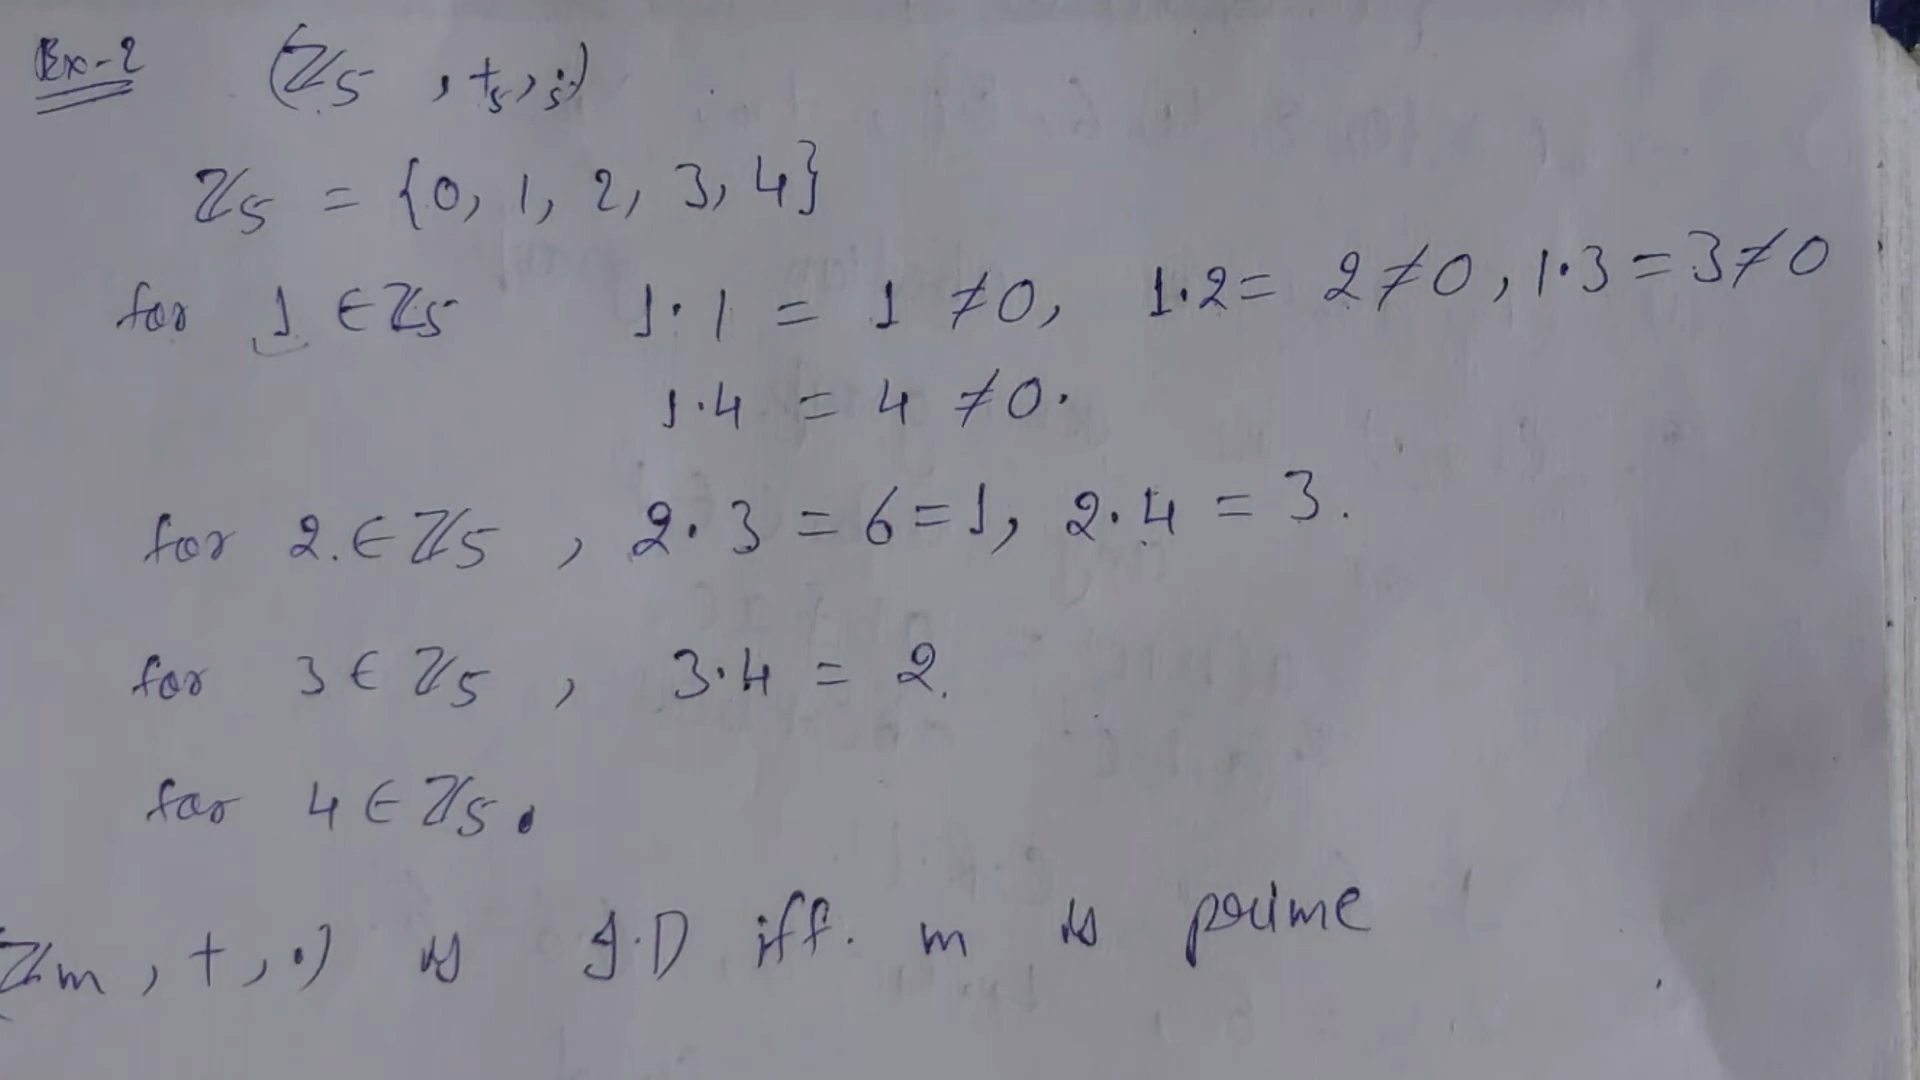 Ex-2 (ℤ5 , +5, ·5)
ℤ5 = {0, 1, 2, 3, 4}
for 1 ∈ ℤ5 1·1 = 1 ≠0, 1·2= 2≠0, 1·3=3≠0
1·4 = 4 ≠0.
for 2.∈ ℤ5 , 2·3 = 6=1, 2·4 = 3.
for 3 ∈ ℤ5 , 3·4 = 2.
for 4 ∈ ℤ5.
(ℤm , +, ·) is I.D iff. m is prime